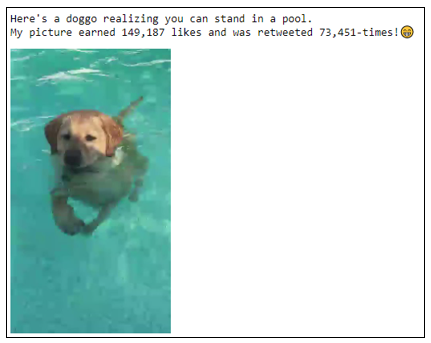 Here's a doggo realizing you can stand in a pool.
My picture earned 149,187 likes and was retweeted 73,451-times!😁